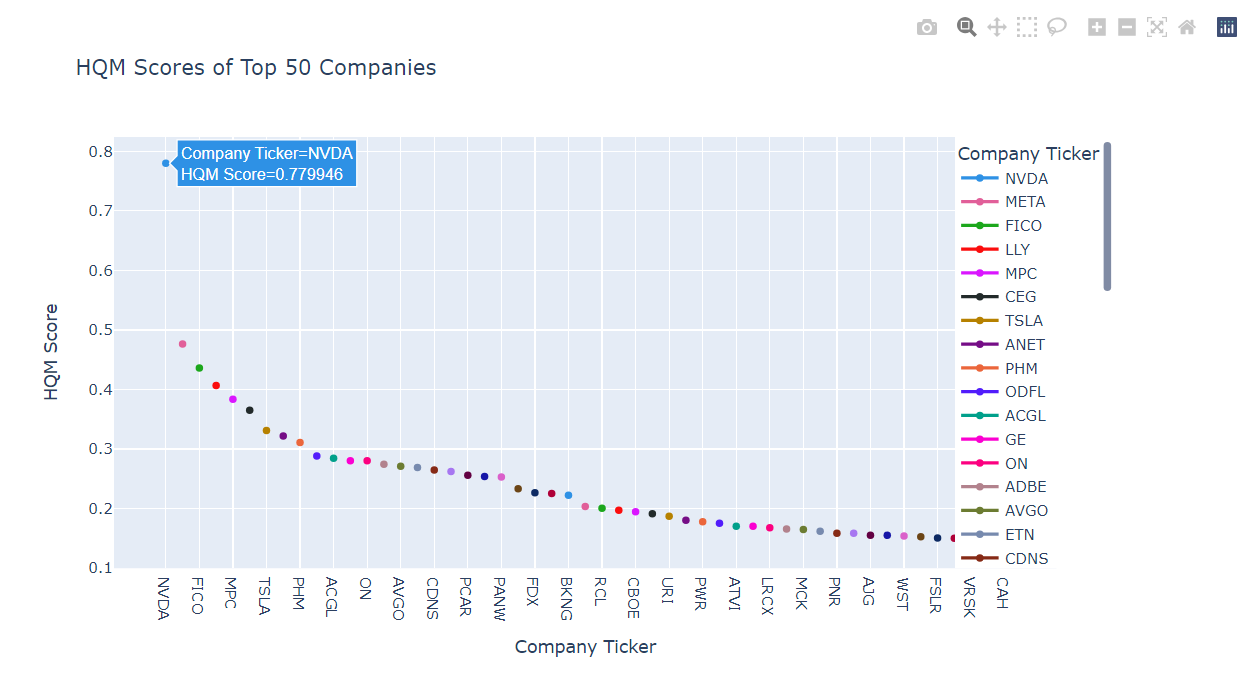 HQM Scores of Top 50 Companies
Company Ticker=NVDA
HQM Score=0.779946
0.8
0.7
0.6
0.5
0.4
0.3
0.2
0.1
HQM Score
NVDA
FICO
MPC
TSLA
PHM
ACGL
ON
AVGO
CDNS
PCAR
PANW
FDX
BKNG
RCL
CBOE
URI
PWR
ATVI
LRCX
MCK
PNR
AJG
WST
FSLR
VRSK
CAH
Company Ticker
Company Ticker
NVDA
META
FICO
LLY
MPC
CEG
TSLA
ANET
PHM
ODFL
ACGL
GE
ON
ADBE
AVGO
ETN
CDNS